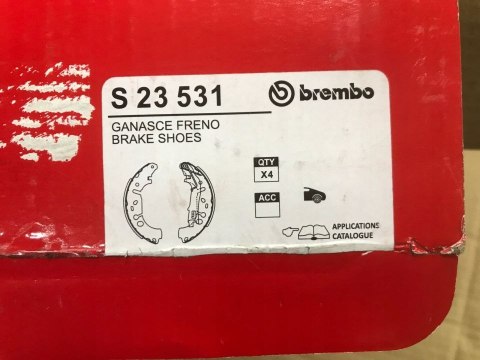 S 23 531
brembo
GANASCE FRENO
BRAKE SHOES
QTY
X4
ACC
APPLICATIONS
CATALOGUE